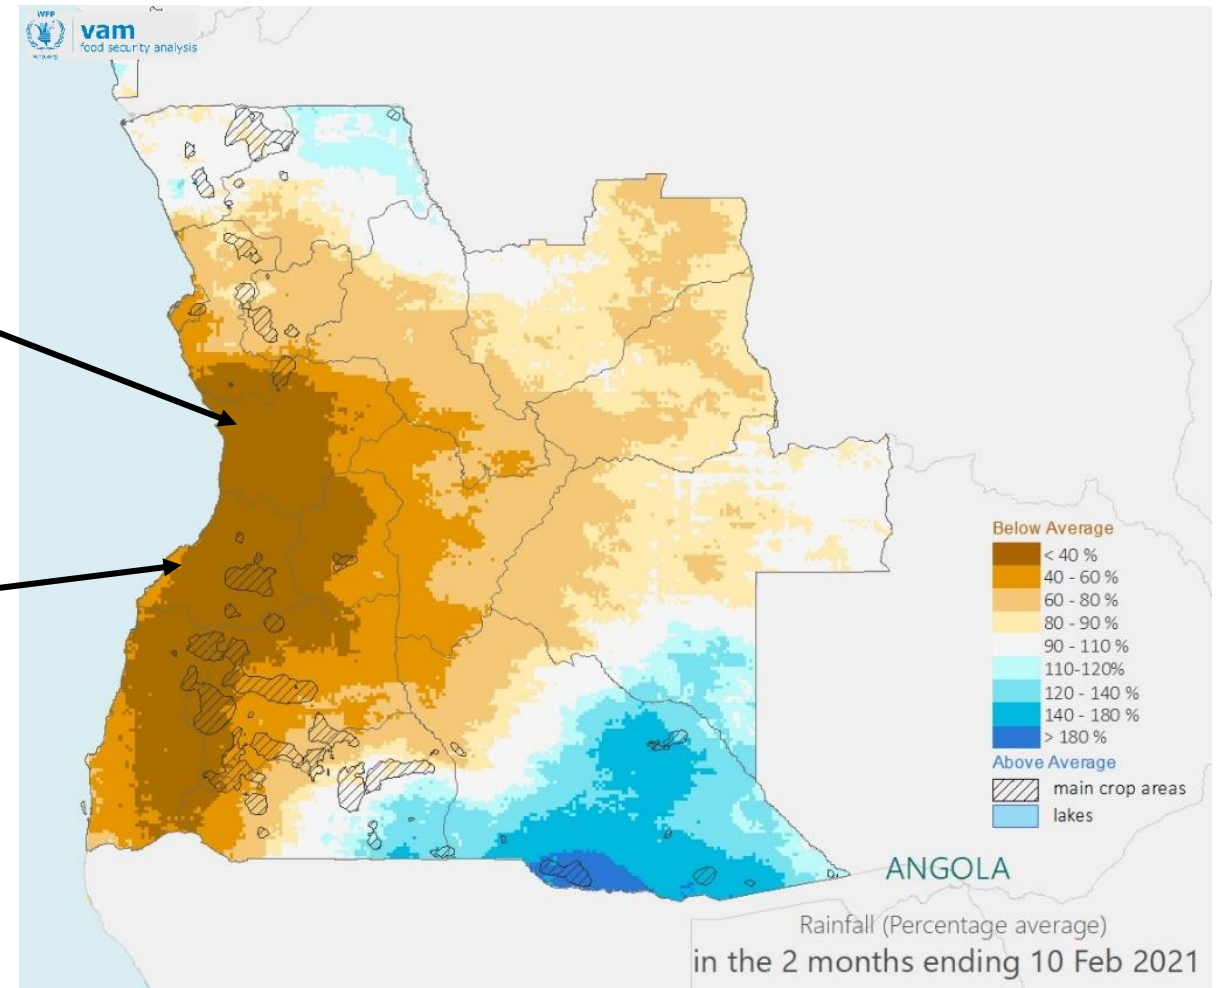 WFP
vam
food security analysis
wfp.org
Below Average
< 40 %
40 - 60 %
60 - 80 %
80 - 90 %
90 - 110 %
110-120%
120 - 140 %
140 - 180 %
> 180 %
Above Average
main crop areas
lakes
ANGOLA
Rainfall (Percentage average)
in the 2 months ending 10 Feb 2021